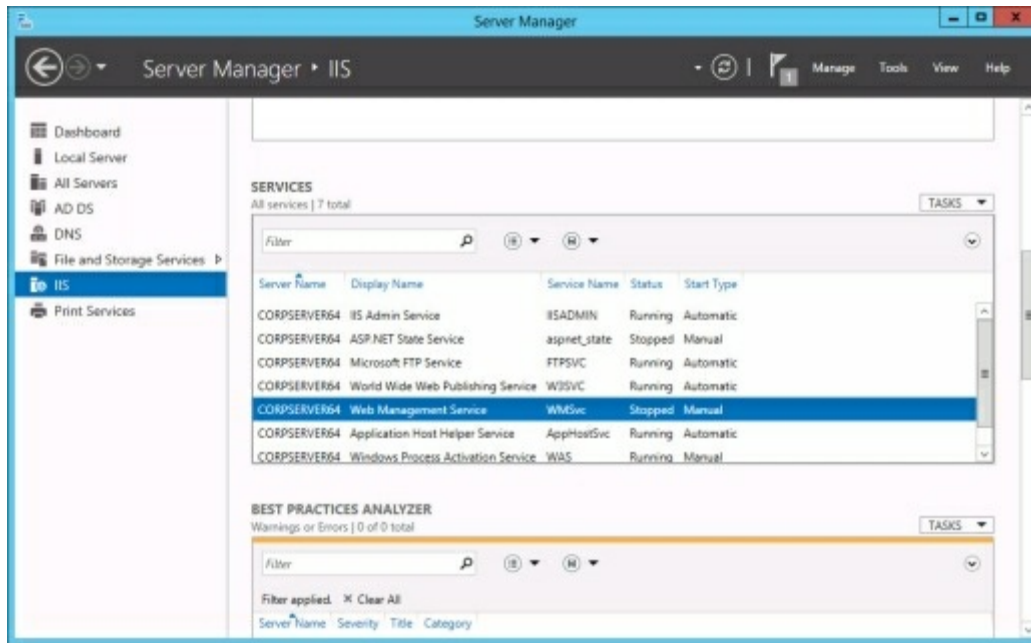 Server Manager
Server Manager ‣ IIS
1
Manage Tools View Help
Dashboard
Local Server
All Servers
AD DS
DNS
File and Storage Services
IIS
Print Services
SERVICES
All services | 7 total
TASKS
Filter
Server Name Display Name Service Name Status Start Type
CORPSERVER64 IIS Admin Service IISADMIN Running Automatic
CORPSERVER64 ASP.NET State Service aspnet_state Stopped Manual
CORPSERVER64 Microsoft FTP Service FTPSVC Running Automatic
CORPSERVER64 World Wide Web Publishing Service W3SVC Running Automatic
CORPSERVER64 Web Management Service WMSvc Stopped Manual
CORPSERVER64 Application Host Helper Service AppHostSvc Running Automatic
CORPSERVER64 Windows Process Activation Service WAS Running Manual
BEST PRACTICES ANALYZER
Warnings or Errors | 0 of 0 total
TASKS
Filter
Filter applied. × Clear All
Server Name Severity Title Category